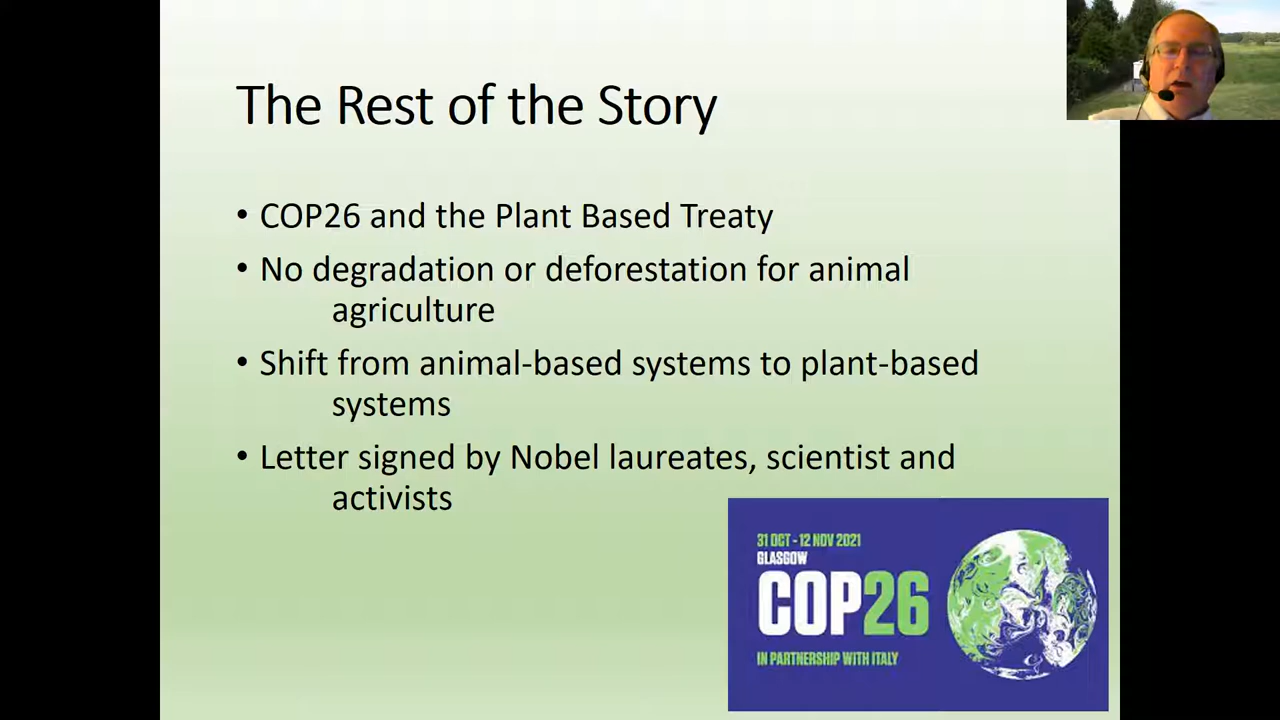 The Rest of the Story
• COP26 and the Plant Based Treaty
• No degradation or deforestation for animal
agriculture
• Shift from animal-based systems to plant-based
systems
• Letter signed by Nobel laureates, scientist and
activists
31 OCT - 12 NOV 2021
GLASGOW
COP26
IN PARTNERSHIP WITH ITALY